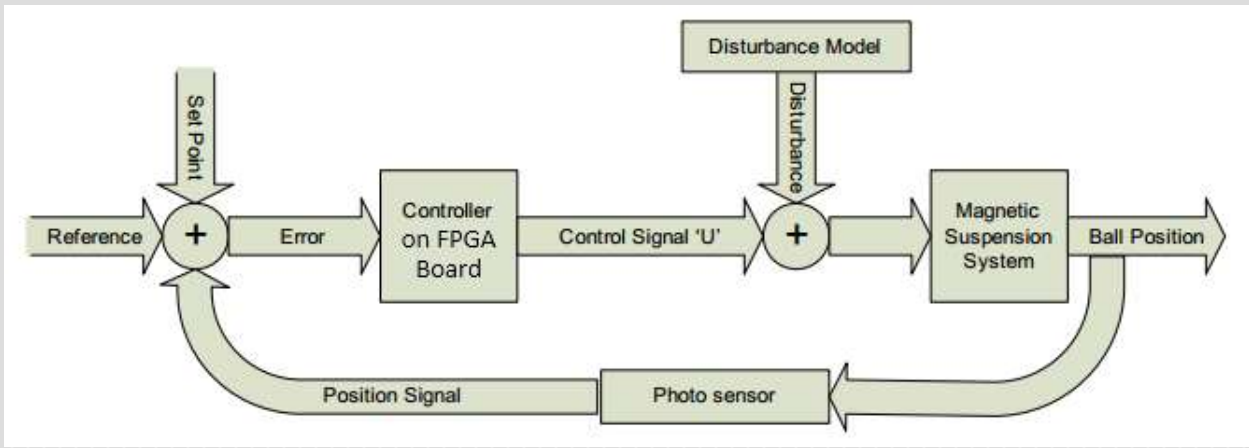 Disturbance Model
Set Point
Disturbance
Reference
+
Error
Controller
on FPGA
Board
Control Signal 'U'
+
Magnetic
Suspension
System
Ball Position
Position Signal
Photo sensor